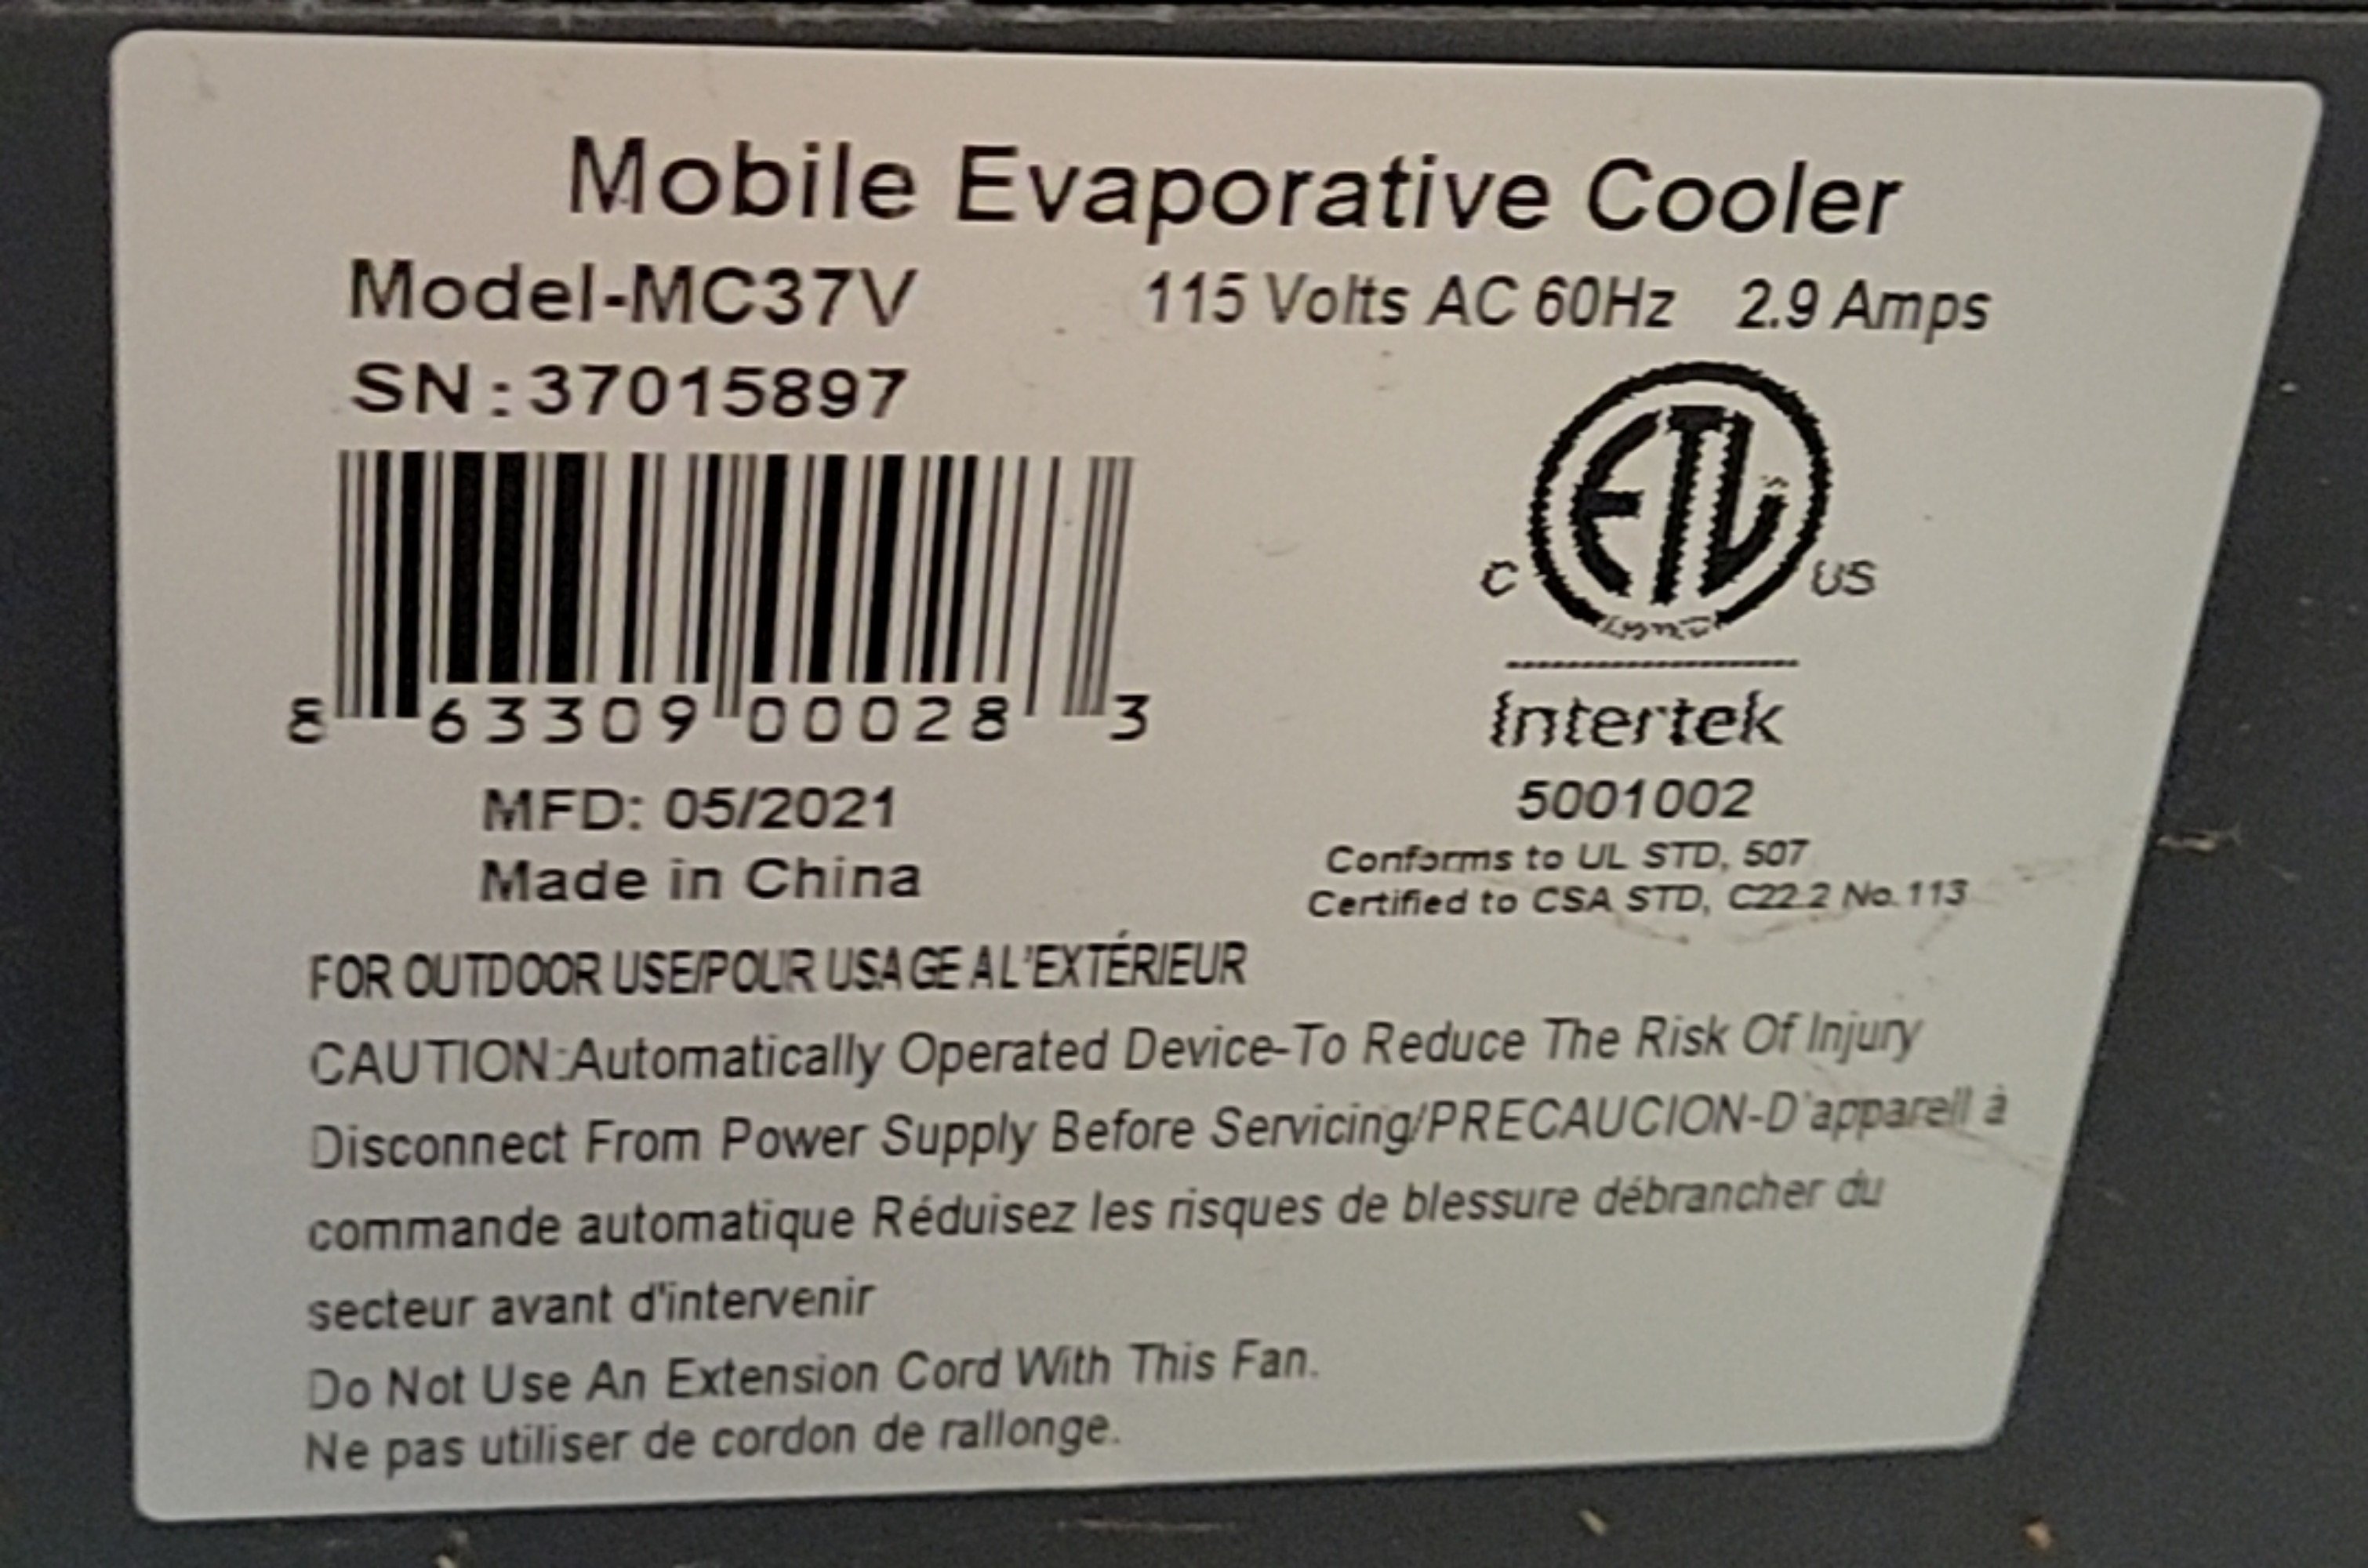 Mobile Evaporative Cooler
Model-MC37V 115 Volts AC 60Hz 2.9 Amps
SN:37015897
ETL
C US
Intertek
8 63309 00028 3
5001002
MFD: 05/2021
Conforms to UL STD, 507
Made in China
Certified to CSA STD, C22.2 No.113
FOR OUTDOOR USE/POUR USAGE A L'EXTÉRIEUR
CAUTION:Automatically Operated Device-To Reduce The Risk Of Injury
Disconnect From Power Supply Before Servicing/PRECAUCION-D'apparell à
commande automatique Réduisez les risques de blessure débrancher du
secteur avant d'intervenir
Do Not Use An Extension Cord With This Fan.
Ne pas utiliser de cordon de rallonge.